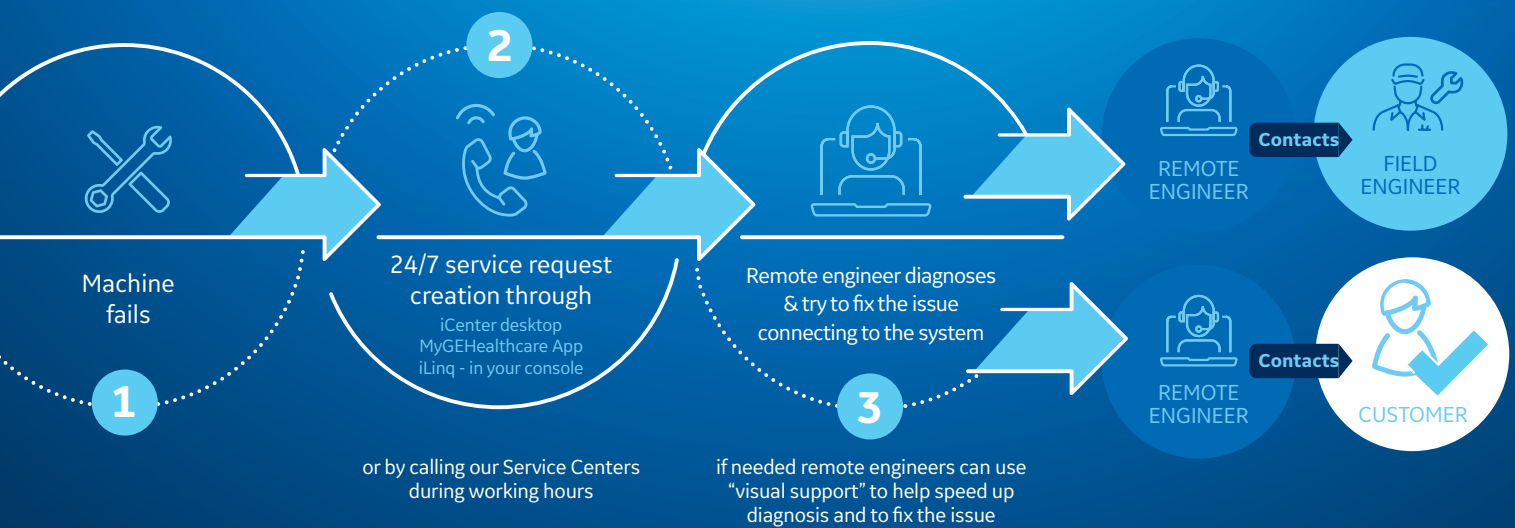 1
Machine
fails
2
24/7 service request
creation through
iCenter desktop
MyGEHealthcare App
iLinq - in your console
or by calling our Service Centers
during working hours
Remote engineer diagnoses
& try to fix the issue
connecting to the system
3
if needed remote engineers can use
“visual support” to help speed up
diagnosis and to fix the issue
REMOTE
ENGINEER
Contacts
FIELD
ENGINEER
REMOTE
ENGINEER
Contacts
CUSTOMER